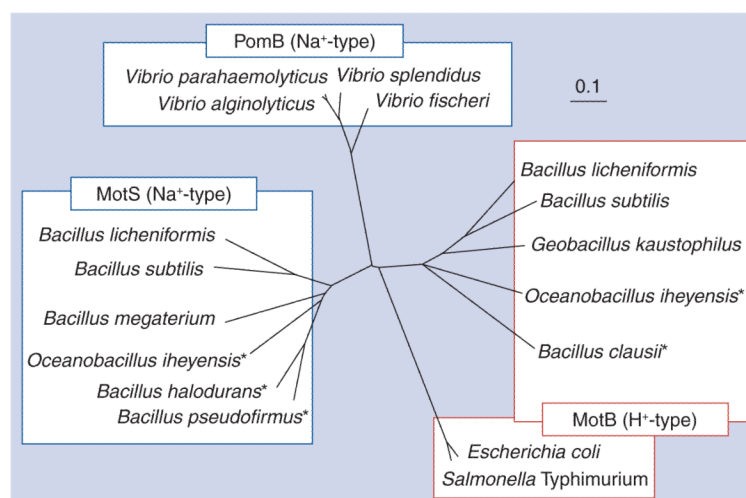 PomB (Na⁺-type)
Vibrio parahaemolyticus Vibrio splendidus
Vibrio alginolyticus Vibrio fischeri
0.1
MotS (Na⁺-type)
Bacillus licheniformis
Bacillus subtilis
Bacillus megaterium
Oceanobacillus iheyensis*
Bacillus halodurans*
Bacillus pseudofirmus*
Bacillus licheniformis
Bacillus subtilis
Geobacillus kaustophilus
Oceanobacillus iheyensis*
Bacillus clausii*
MotB (H⁺-type)
Escherichia coli
Salmonella Typhimurium